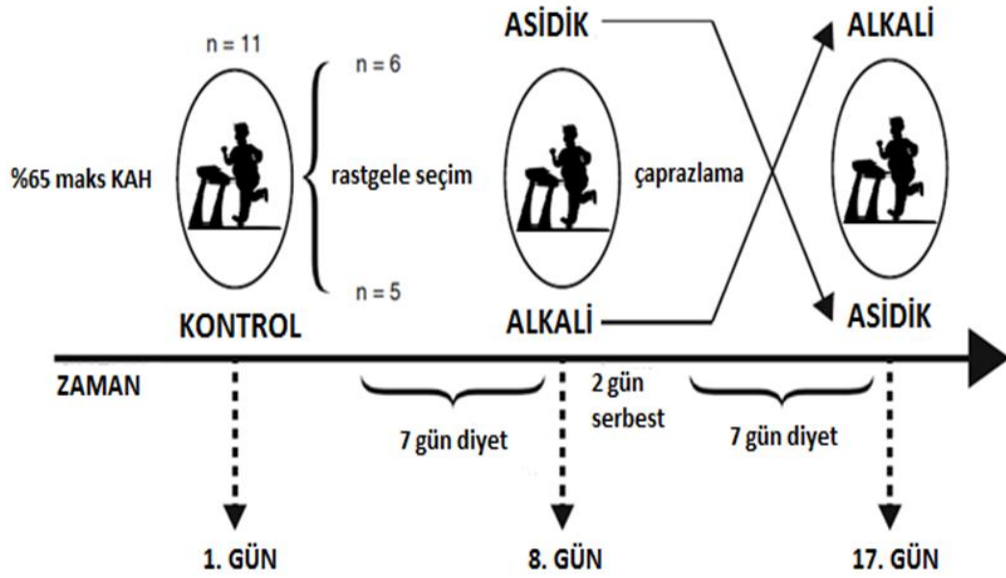 n = 11
ASİDİK
ALKALİ
n = 6
%65 maks KAH
rastgele seçim
çaprazlama
n = 5
KONTROL
ALKALİ
ASİDİK
ZAMAN
7 gün diyet
2 gün
serbest
7 gün diyet
1. GÜN
8. GÜN
17. GÜN